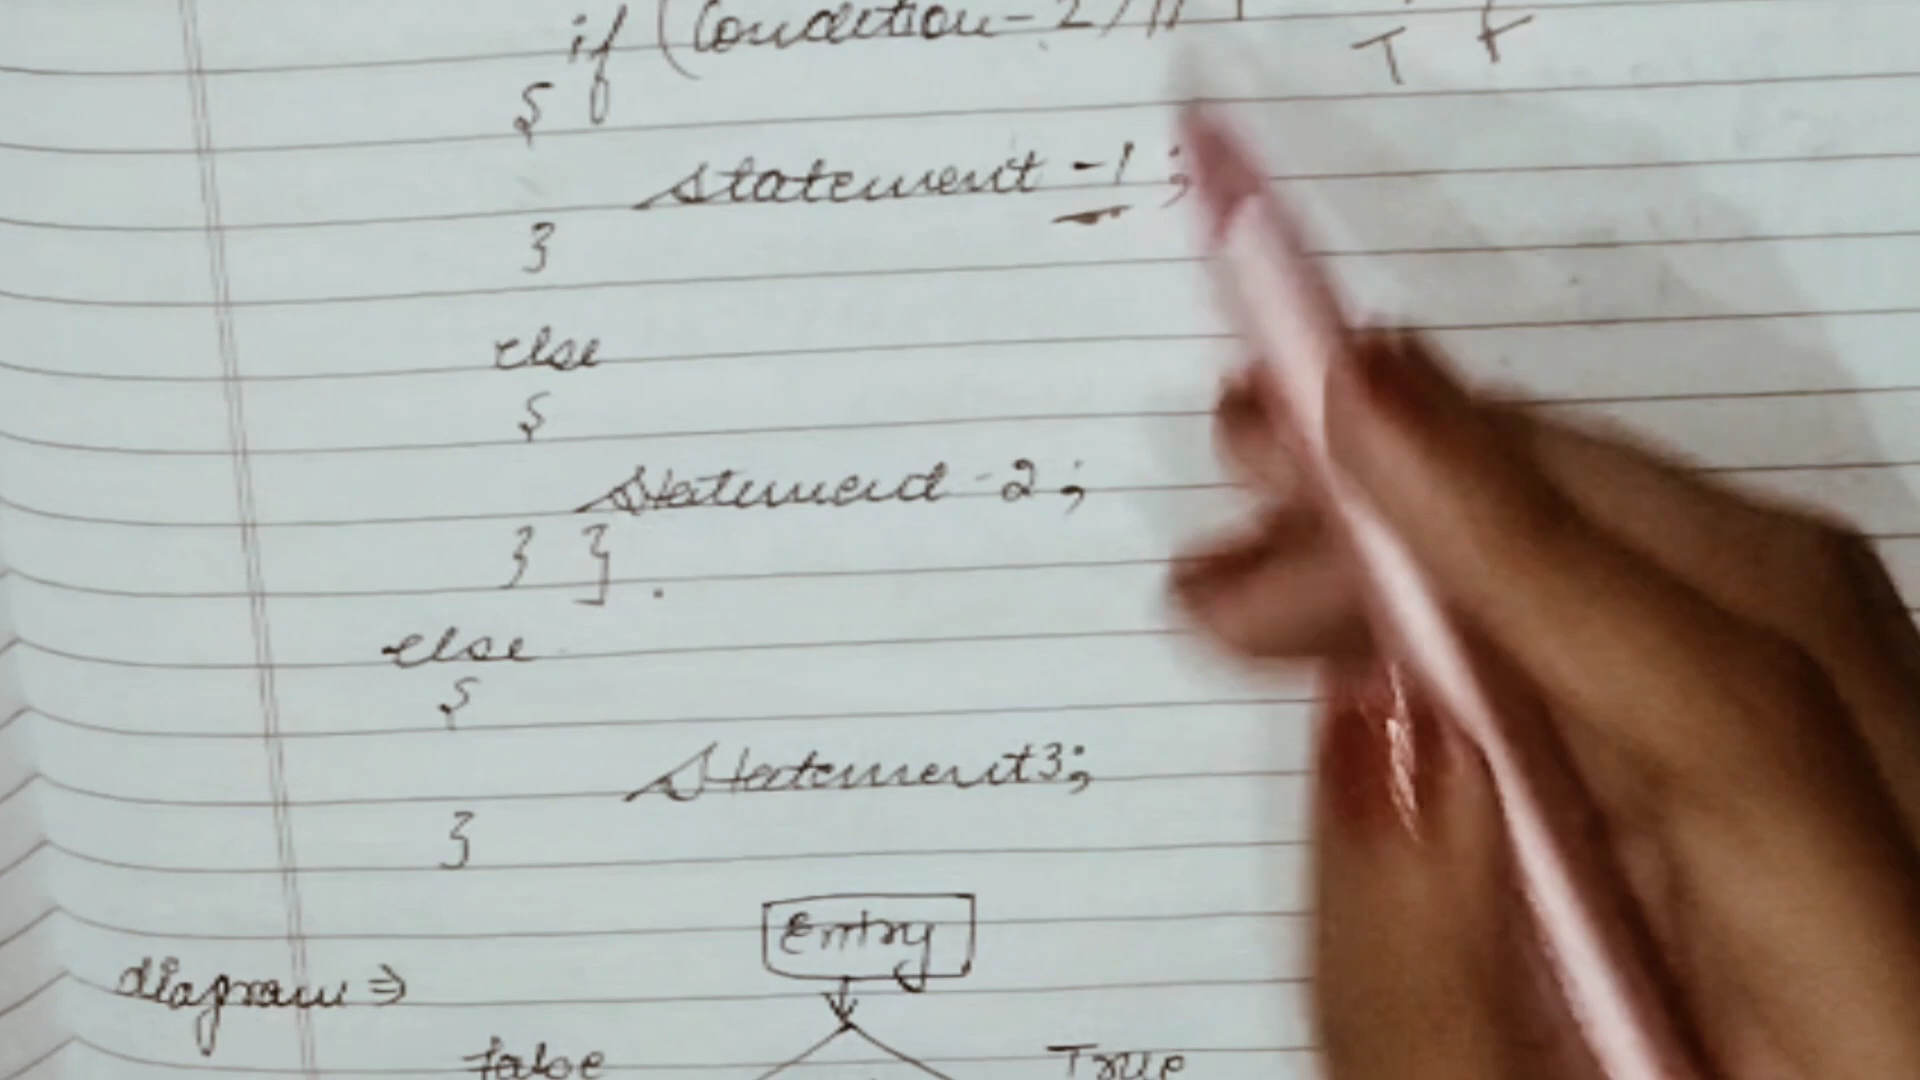 if (Condition-2)
T F
{
Statement -1 ;
}
else
{
Statement -2 ;
} } .
else
{
Statement3;
}
Entry
diagram ⇒
false True